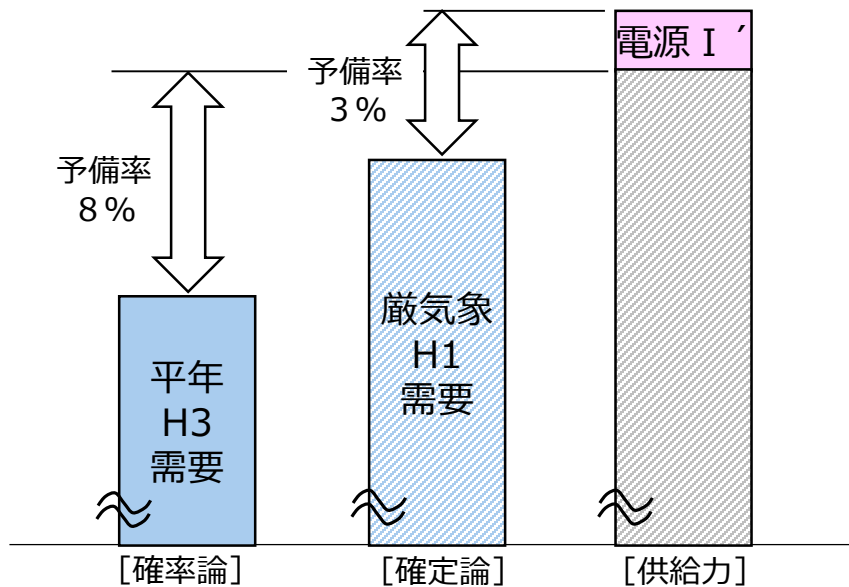 電源Ⅰ´
予備率
3%
予備率
8%
平年
H3
需要
厳気象
H1
需要
[確率論]
[確定論]
[供給力]